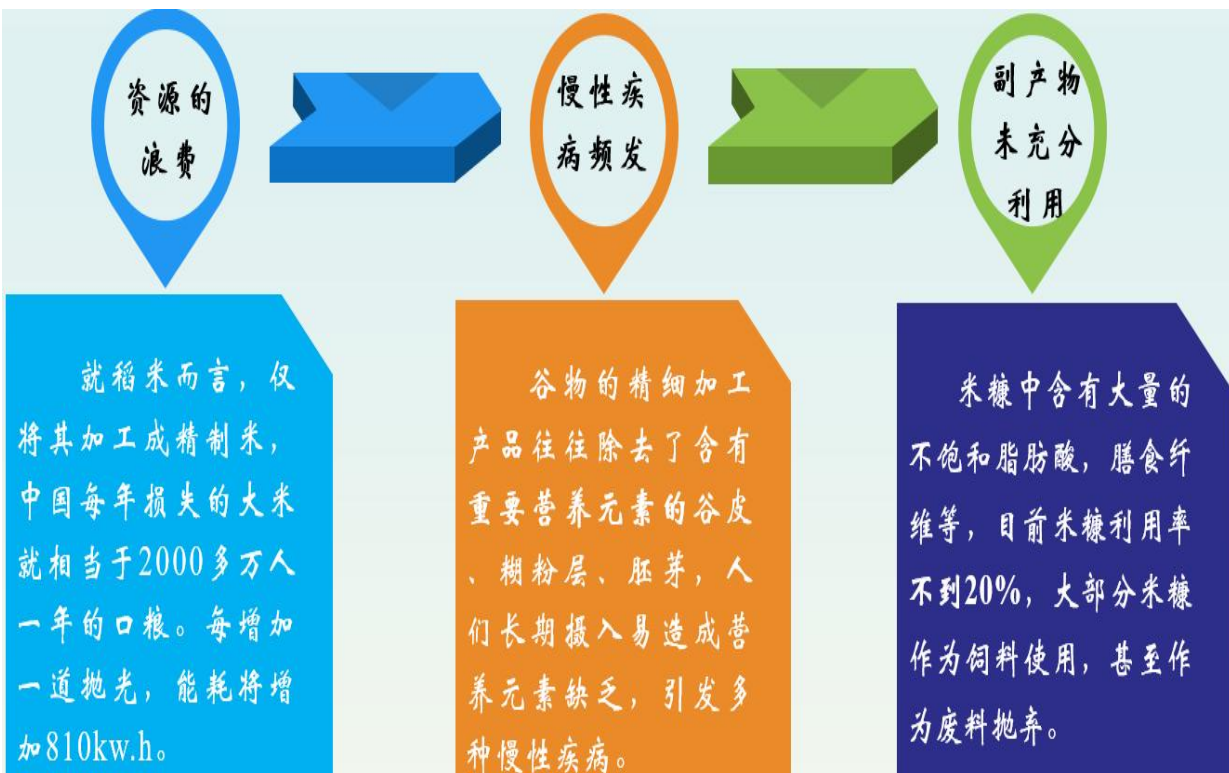 资源的
浪费
慢性疾
病频发
副产物
未充分
利用
就稻米而言，仅
将其加工成精制米，
中国每年损失的大米
就相当于2000多万人
一年的口粮。每增加
一道抛光，能耗将增
加810kw.h。
谷物的精细加工
产品往往除去了含有
重要营养元素的谷皮
、糊粉层、胚芽，人
们长期摄入易造成营
养元素缺乏，引发多
种慢性疾病。
米糠中含有大量的
不饱和脂肪酸，膳食纤
维等，目前米糠利用率
不到20%，大部分米糠
作为饲料使用，甚至作
为废料抛弃。